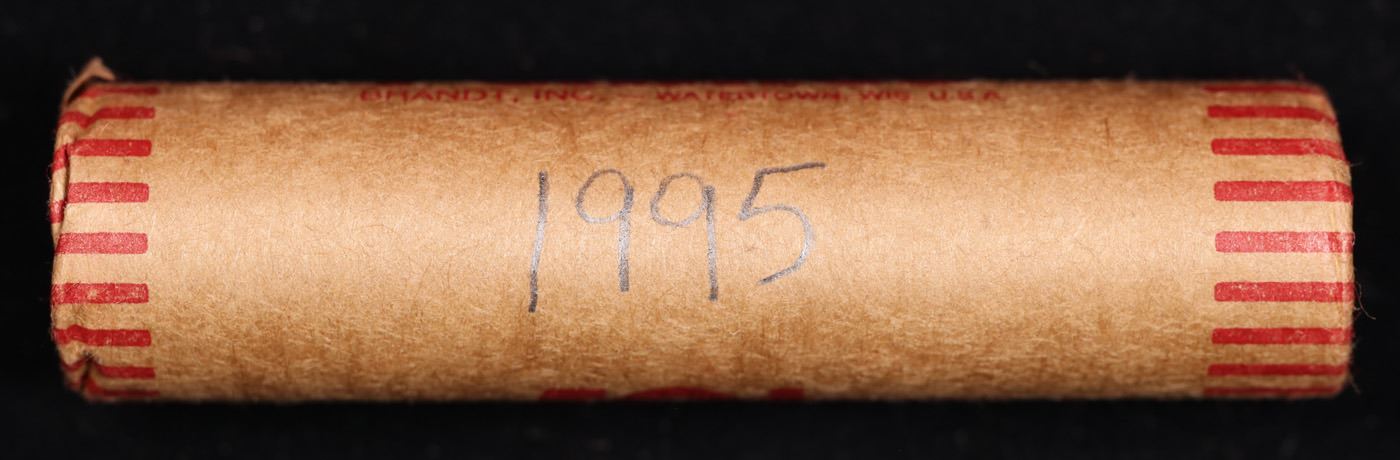 BRANDT, INC. - WATERTOWN, WIS. U.S.A.
1995